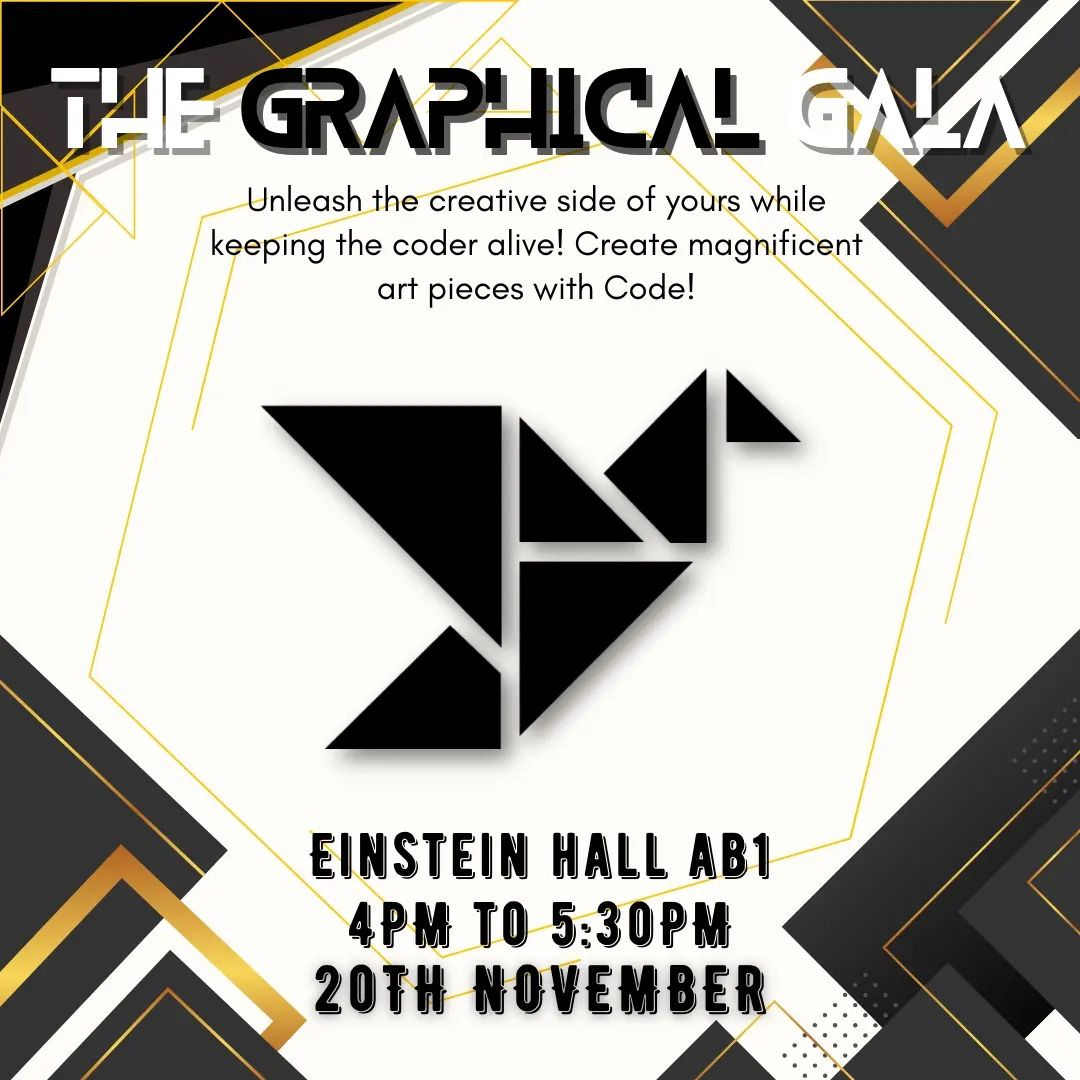 THE GRAPHICAL GALA
Unleash the creative side of yours while
keeping the coder alive! Create magnificent
art pieces with Code!
EINSTEIN HALL AB1
4PM TO 5:30PM
20TH NOVEMBER